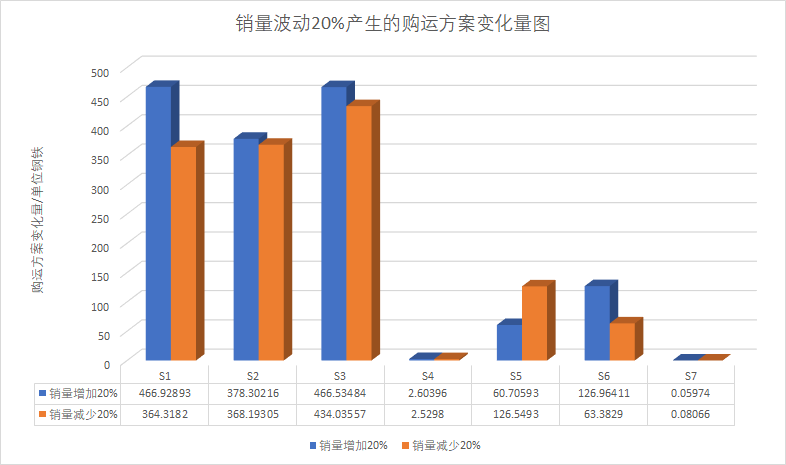 销量波动20%产生的购运方案变化量图
购运方案变化量/单位钢铁
500
450
400
350
300
250
200
150
100
50
0
S1 S2 S3 S4 S5 S6 S7
销量增加20% 466.92893 378.30216 466.53484 2.60396 60.70593 126.96411 0.05974
销量减少20% 364.3182 368.19305 434.03557 2.5298 126.5493 63.3829 0.08066
销量增加20% 销量减少20%